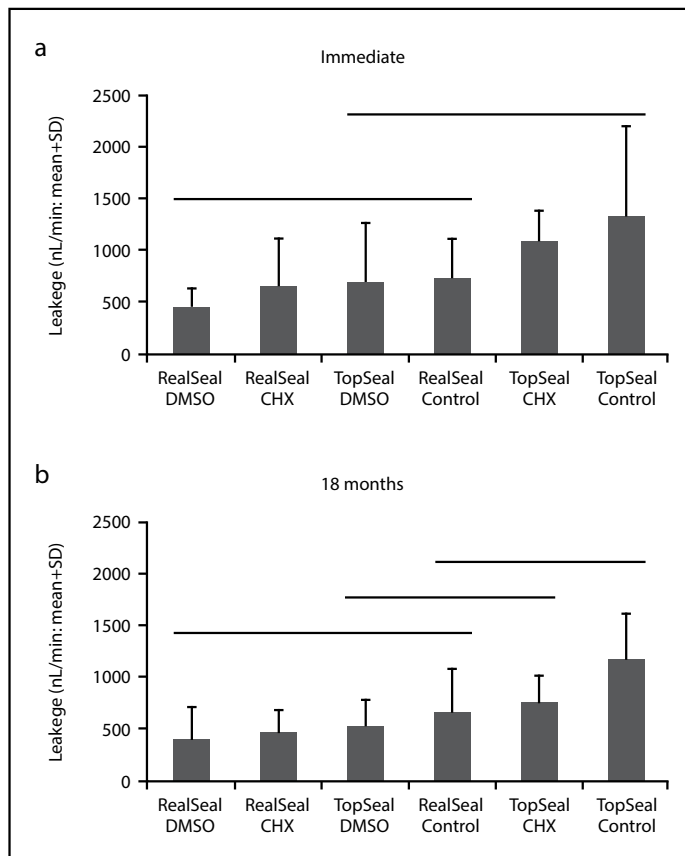 a
Immediate
Leakege (nL/min: mean+SD)
2500
2000
1500
1000
500
0
RealSeal RealSeal TopSeal RealSeal TopSeal TopSeal
DMSO CHX DMSO Control CHX Control
b
18 months
Leakege (nL/min: mean+SD)
2500
2000
1500
1000
500
0
RealSeal RealSeal TopSeal RealSeal TopSeal TopSeal
DMSO CHX DMSO Control CHX Control